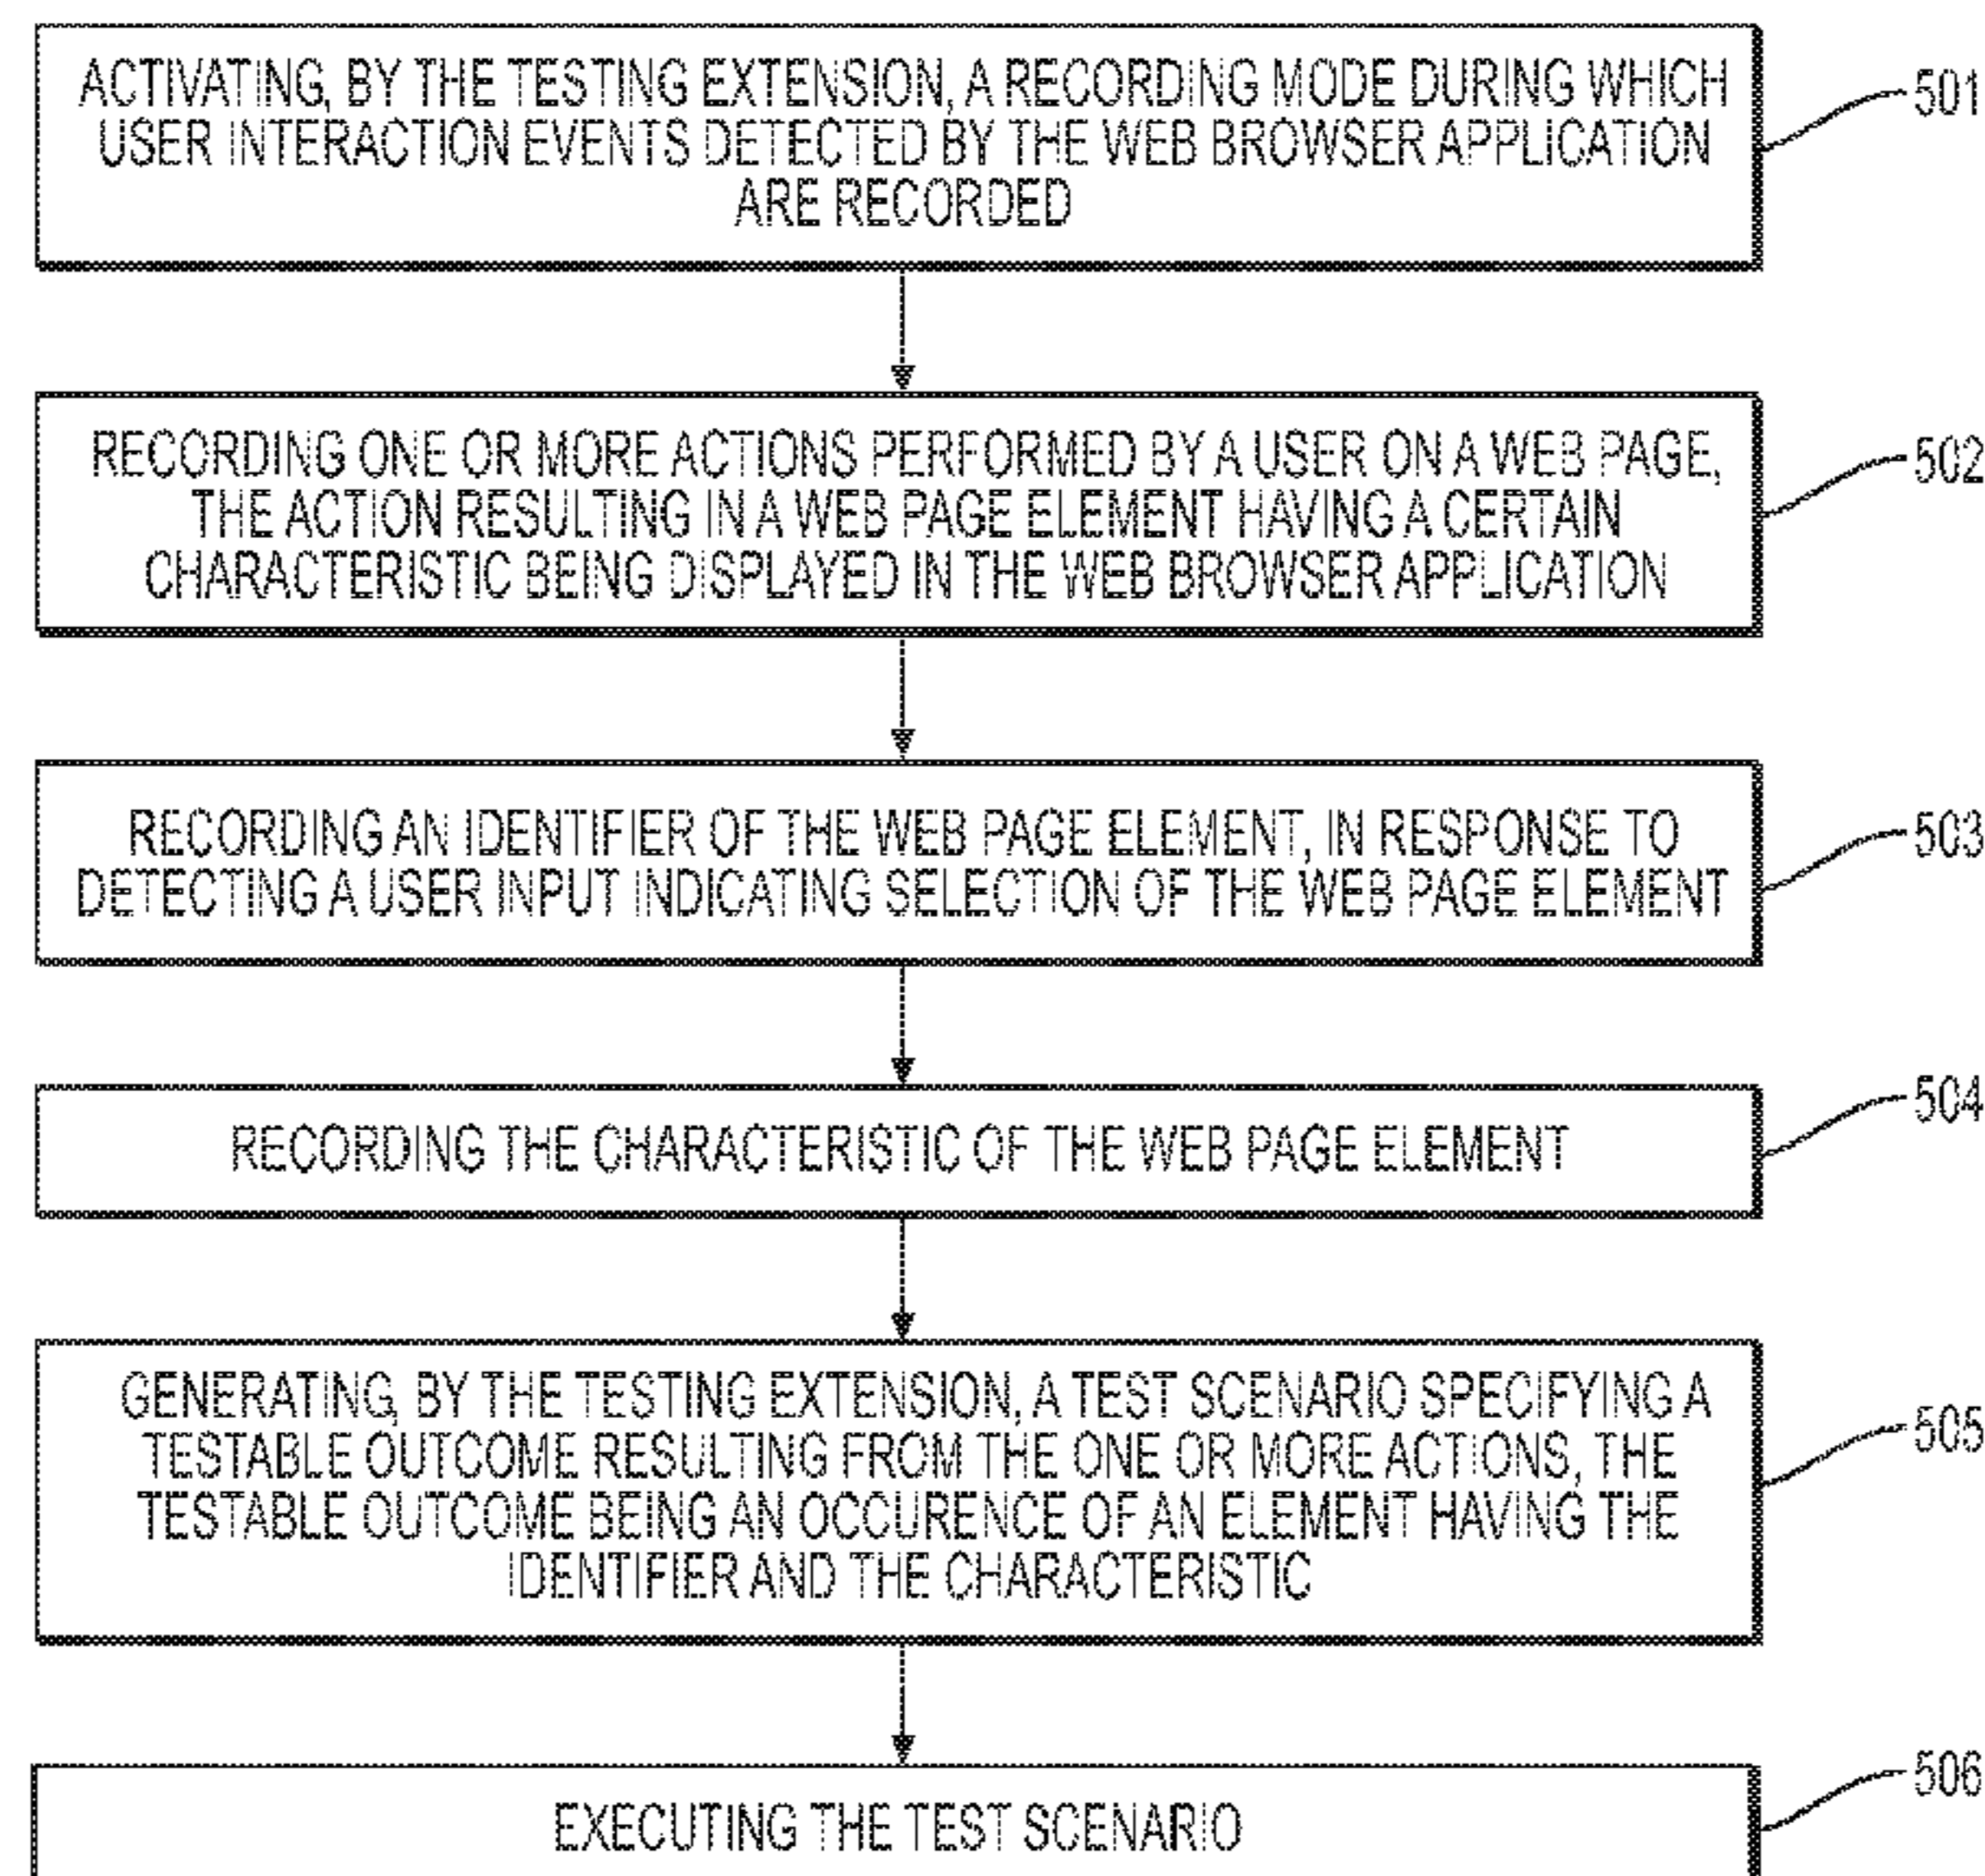 ACTIVATING, BY THE TESTING EXTENSION, A RECORDING MODE DURING WHICH
USER INTERACTION EVENTS DETECTED BY THE WEB BROWSER APPLICATION
ARE RECORDED
501
RECORDING ONE OR MORE ACTIONS PERFORMED BY A USER ON A WEB PAGE,
THE ACTION RESULTING IN A WEB PAGE ELEMENT HAVING A CERTAIN
CHARACTERISTIC BEING DISPLAYED IN THE WEB BROWSER APPLICATION
502
RECORDING AN IDENTIFIER OF THE WEB PAGE ELEMENT, IN RESPONSE TO
DETECTING A USER INPUT INDICATING SELECTION OF THE WEB PAGE ELEMENT
503
RECORDING THE CHARACTERISTIC OF THE WEB PAGE ELEMENT
504
GENERATING, BY THE TESTING EXTENSION, A TEST SCENARIO SPECIFYING A
TESTABLE OUTCOME RESULTING FROM THE ONE OR MORE ACTIONS, THE
TESTABLE OUTCOME BEING AN OCCURENCE OF AN ELEMENT HAVING THE
IDENTIFIER AND THE CHARACTERISTIC
505
EXECUTING THE TEST SCENARIO
506